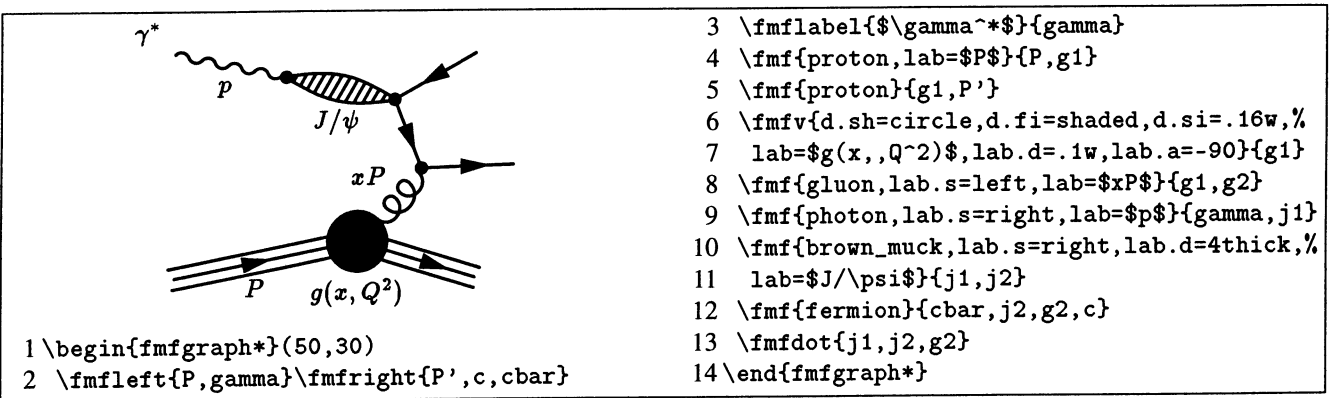 γ*
p
J/ψ
xP
P
g(x, Q²)
1 \begin{fmfgraph*}(50,30)
2 \fmfleft{P,gamma}\fmfright{P',c,cbar}
3 \fmflabel{$\gamma^*$}{gamma}
4 \fmf{proton,lab=$P$}{P,g1}
5 \fmf{proton}{g1,P'}
6 \fmfv{d.sh=circle,d.fi=shaded,d.si=.16w,%
7 lab=$g(x,,Q^2)$,lab.d=.1w,lab.a=-90}{g1}
8 \fmf{gluon,lab.s=left,lab=$xP$}{g1,g2}
9 \fmf{photon,lab.s=right,lab=$p$}{gamma,j1}
10 \fmf{brown_muck,lab.s=right,lab.d=4thick,%
11 lab=$J/\psi$}{j1,j2}
12 \fmf{fermion}{cbar,j2,g2,c}
13 \fmfdot{j1,j2,g2}
14 \end{fmfgraph*}